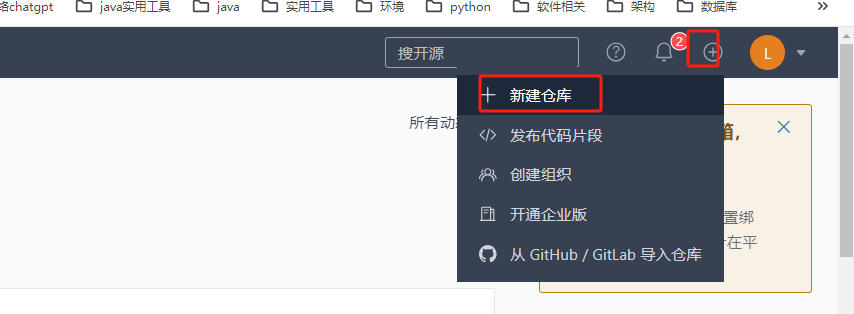 络chatgpt java实用工具 java 实用工具 环境 python 软件相关 架构 数据库
搜开源 2 L
新建仓库
所有动
箱，
发布代码片段
创建组织
开通企业版
置绑
在平
从 GitHub / GitLab 导入仓库